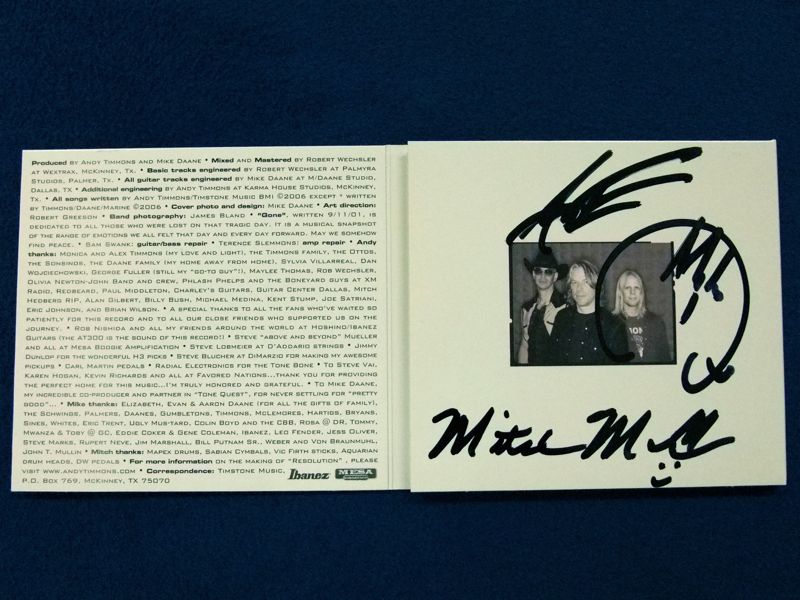 Produced by Andy Timmons and Mike Daane • Mixed and Mastered by Robert Wechsler
at Wextrax, McKinney, Tx. • Basic tracks engineered by Robert Wechsler at Palmyra
Studios, Palmer, Tx. • All guitar tracks engineered by Mike Daane at M/Daane Studio,
Dallas, TX • Additional engineering by Andy Timmons at Karma House Studios, McKinney,
Tx. • All songs written by Andy Timmons/Timstone Music BMI ©2006 except * written
by Timmons/Daane/Marine ©2006 • Cover photo and design: Mike Daane • Art direction:
Robert Greeson • Band photography: James Bland • "Gone", written 9/11/01, is
dedicated to all those who were lost on that tragic day. It is a musical snapshot
of the range of emotions we all felt that day and every day forward. May we somehow
find peace. • Sam Swank: guitar/bass repair • Terence Slemmons: amp repair • Andy
thanks: Monica and Alex Timmons (my love and light), the Timmons family, the Ottos,
the Sonsinos, the Daane family (my home away from home), Sylvia Villarreal, Dan
Wojciechowski, George Fuller (still my "go-to guy"!), Maylee Thomas, Rob Wechsler,
Olivia Newton-John Band and crew, Phlash Phelps and the Boneyard guys at XM
Radio, Redbeard, Paul Middleton, Charley's Guitars, Guitar Center Dallas, Mitch
Hedberg RIP, Alan Gilbert, Billy Bush, Michael Medina, Kent Stump, Joe Satriani,
Eric Johnson, and Brian Wilson. • A special thanks to all the fans who've waited so
patiently for this record and to all our close friends who supported us on the
journey. • Rob Nishida and all my friends around the world at Hoshino/Ibanez
Guitars (the AT300 is the sound of this record!) • Steve "above and beyond" Mueller
and all at Mesa Boogie Amplification • Steve Lobmeier at D'Addario strings • Jimmy
Dunlop for the wonderful H3 picks • Steve Blucher at DiMarzio for making my awesome
pickups • Carl Martin pedals • Radial Electronics for the Tone Bone • To Steve Vai,
Karen Hogan, Kevin Richards and all at Favored Nations...thank you for providing
the perfect home for this music...I'm truly honored and grateful. • To Mike Daane,
my incredible co-producer and partner in "Tone Quest", for never settling for "pretty
good"... • Mike thanks: Elizabeth, Evan & Aaron Daane (for all the gifts of family),
the Schwings, Palmers, Daanes, Gumbletons, Timmons, McLemores, Hartigs, Bryans,
Sines, Whites, Eric Trent, Ugly Mus-tard, Colin Boyd and the CBB, Rosa @ DR, Tommy,
Mwanza & Toby @ GC, Eddie Coker & Gene Coleman, Ibanez, Leo Fender, Jess Oliver,
Steve Marks, Rupert Neve, Jim Marshall, Bill Putnam Sr., Weber and Von Braunmuhl,
John T. Mullin • Mitch thanks: Mapex drums, Sabian Cymbals, Vic Firth sticks, Aquarian
drum heads, DW pedals • For more information on the making of "Resolution" , please
visit www.andytimmons.com • Correspondence: Timstone Music,
P.O. Box 769, McKinney, TX 75070
Ibanez
MESA
Mitch